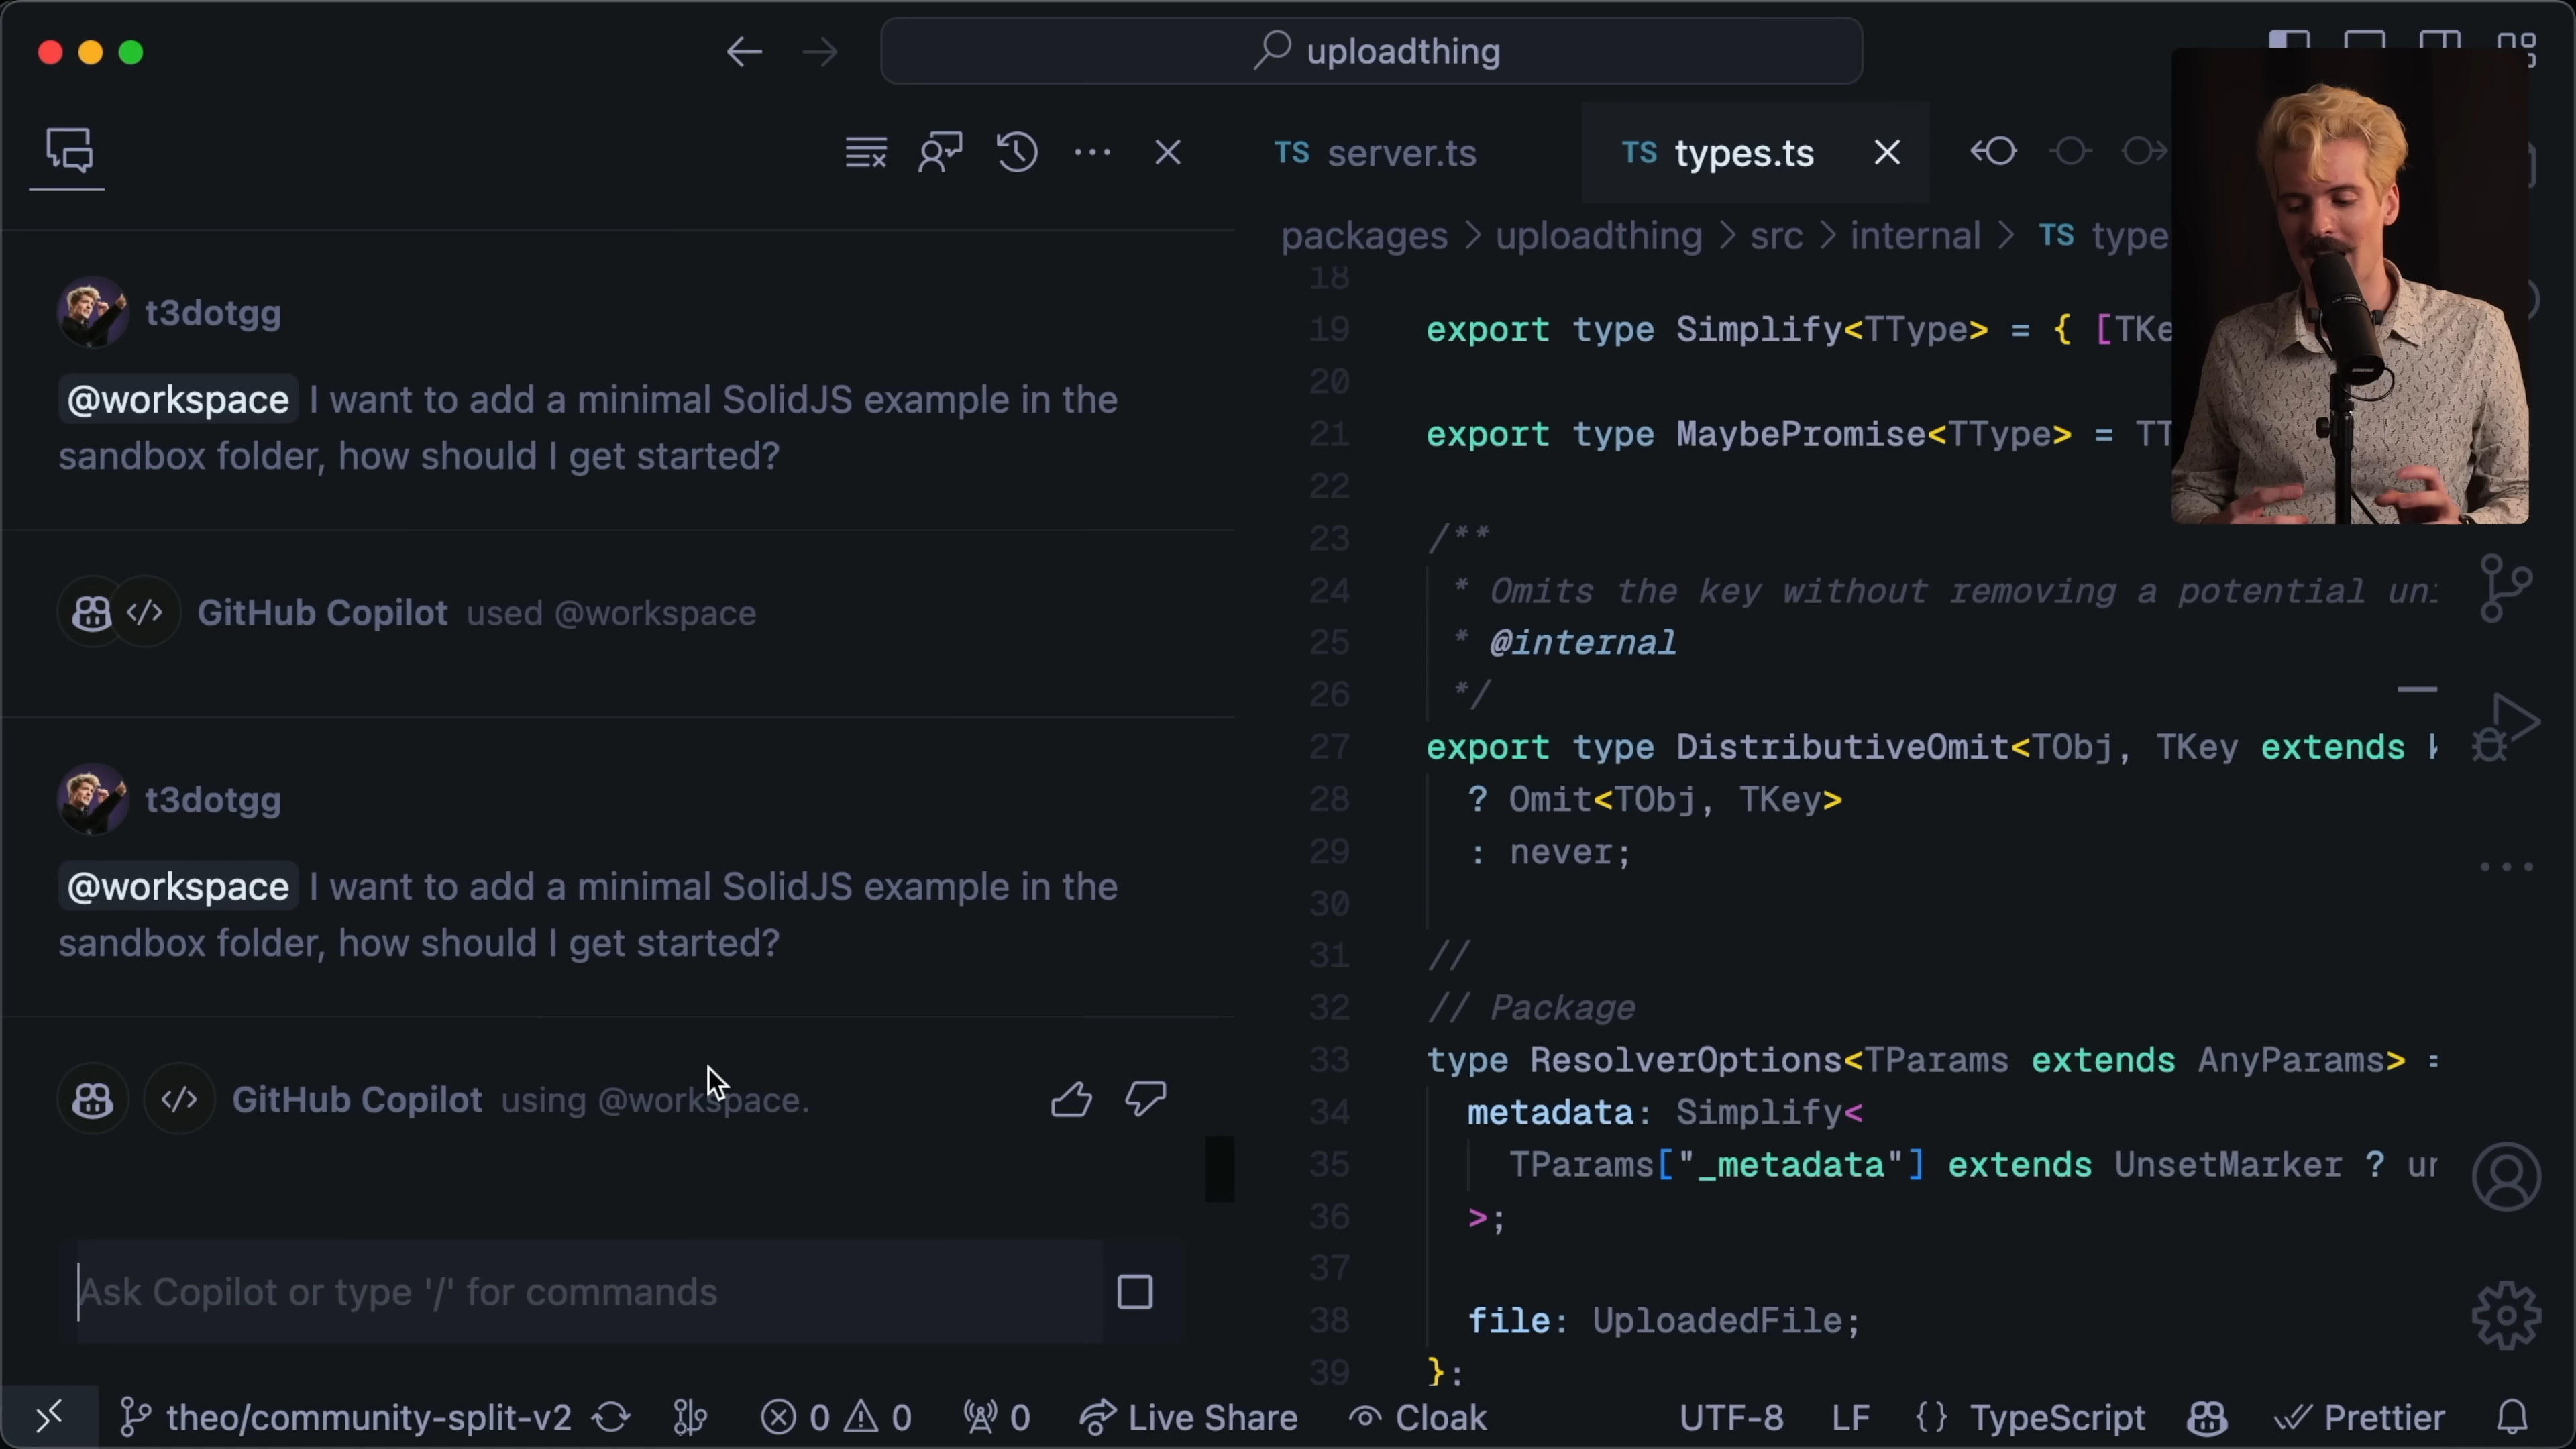 uploadthing
TS server.ts
TS types.ts
packages > uploadthing > src > internal > TS type
t3dotgg
@workspace I want to add a minimal SolidJS example in the
sandbox folder, how should I get started?
GitHub Copilot used @workspace
t3dotgg
@workspace I want to add a minimal SolidJS example in the
sandbox folder, how should I get started?
GitHub Copilot using @workspace.
Ask Copilot or type '/' for commands
18
19 export type Simplify<TType> = { [TKe
20
21 export type MaybePromise<TType> = TT
22
23 /**
24 * Omits the key without removing a potential un
25 * @internal
26 */
27 export type DistributiveOmit<TObj, TKey extends k
28 ? Omit<TObj, TKey>
29 : never;
30
31 //
32 // Package
33 type ResolverOptions<TParams extends AnyParams> =
34 metadata: Simplify<
35 TParams["_metadata"] extends UnsetMarker ? ur
36 >;
37
38 file: UploadedFile;
39 };
theo/community-split-v2 0 0 0 Live Share Cloak UTF-8 LF {} TypeScript Prettier